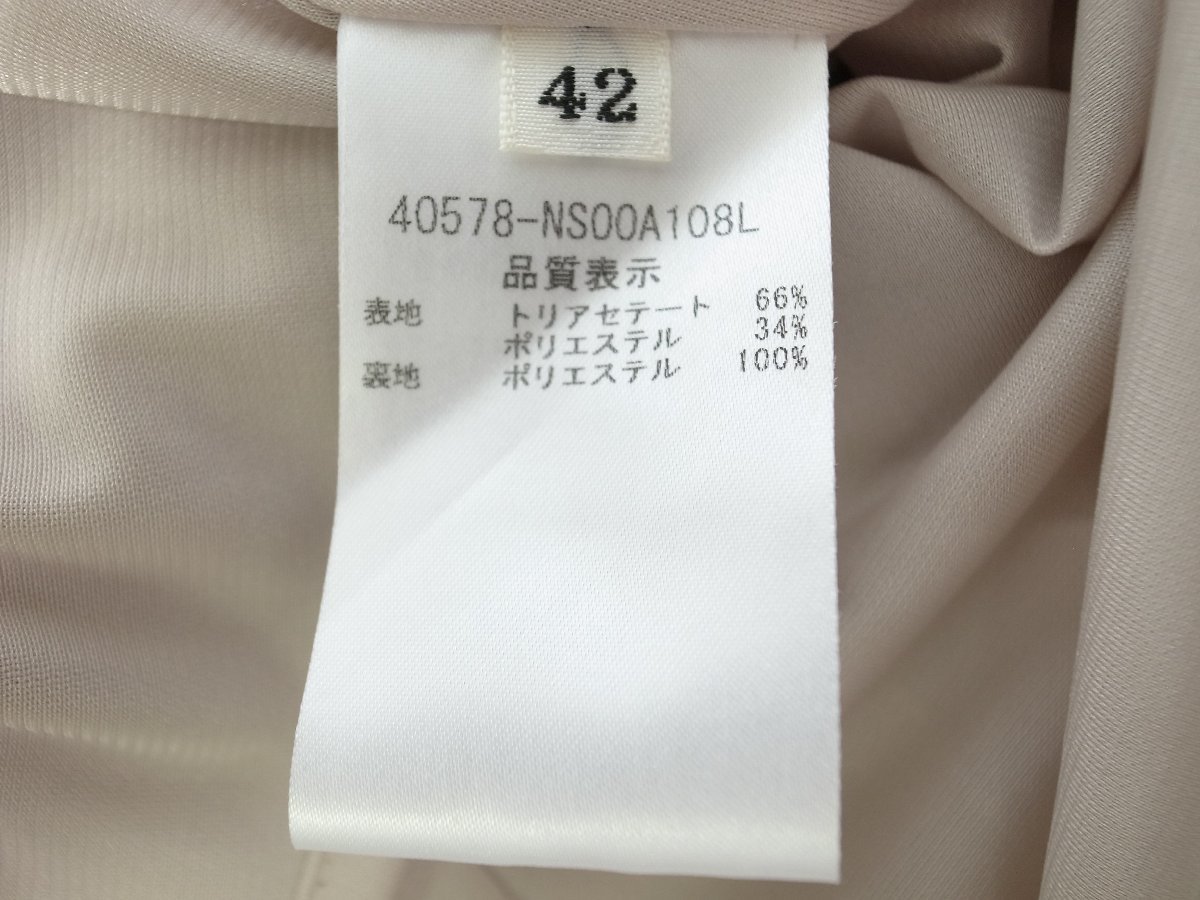 42
40578-NS00A108L
品質表示
表地 トリアセテート 66%
ポリエステル 34%
裏地 ポリエステル 100%